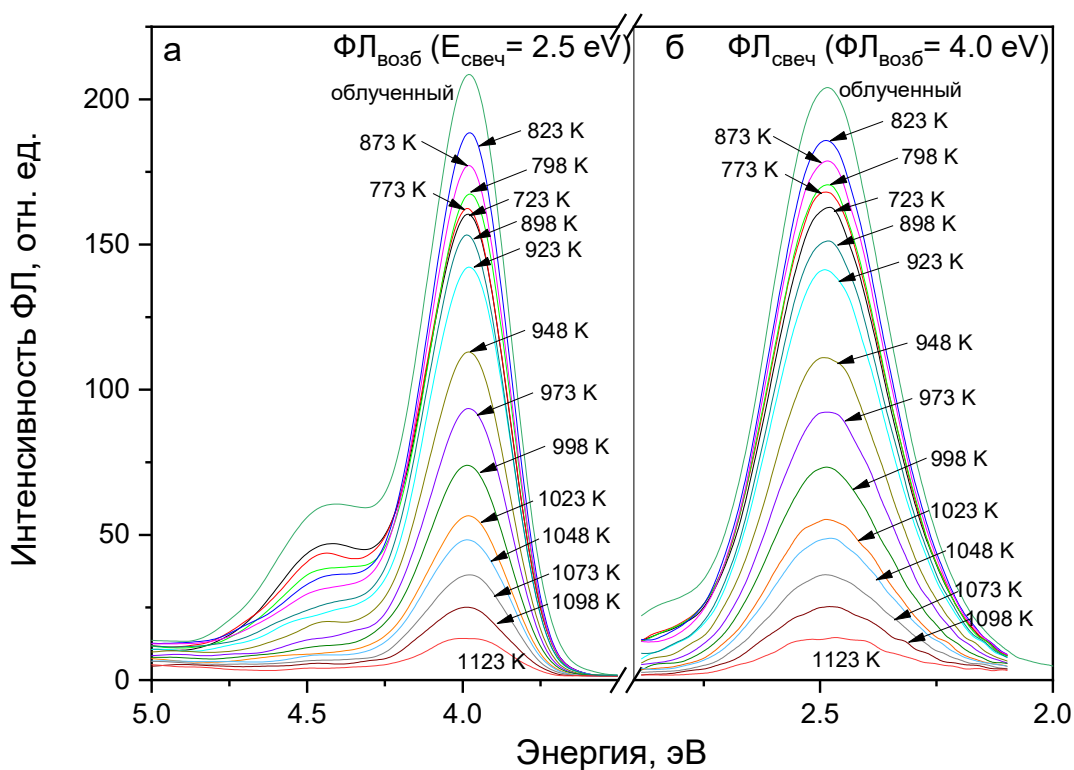 а
ФЛвозб (Eсвеч= 2.5 eV)
облученный
823 K
873 K
798 K
773 K
723 K
898 K
923 K
948 K
973 K
998 K
1023 K
1048 K
1073 K
1098 K
1123 K
б
ФЛсвеч (ФЛвозб= 4.0 eV)
облученный
823 K
873 K
798 K
773 K
723 K
898 K
923 K
948 K
973 K
998 K
1023 K
1048 K
1073 K
1098 K
1123 K
Интенсивность ФЛ, отн. ед.
200
150
100
50
0
5.0
4.5
4.0
2.5
2.0
Энергия, эВ